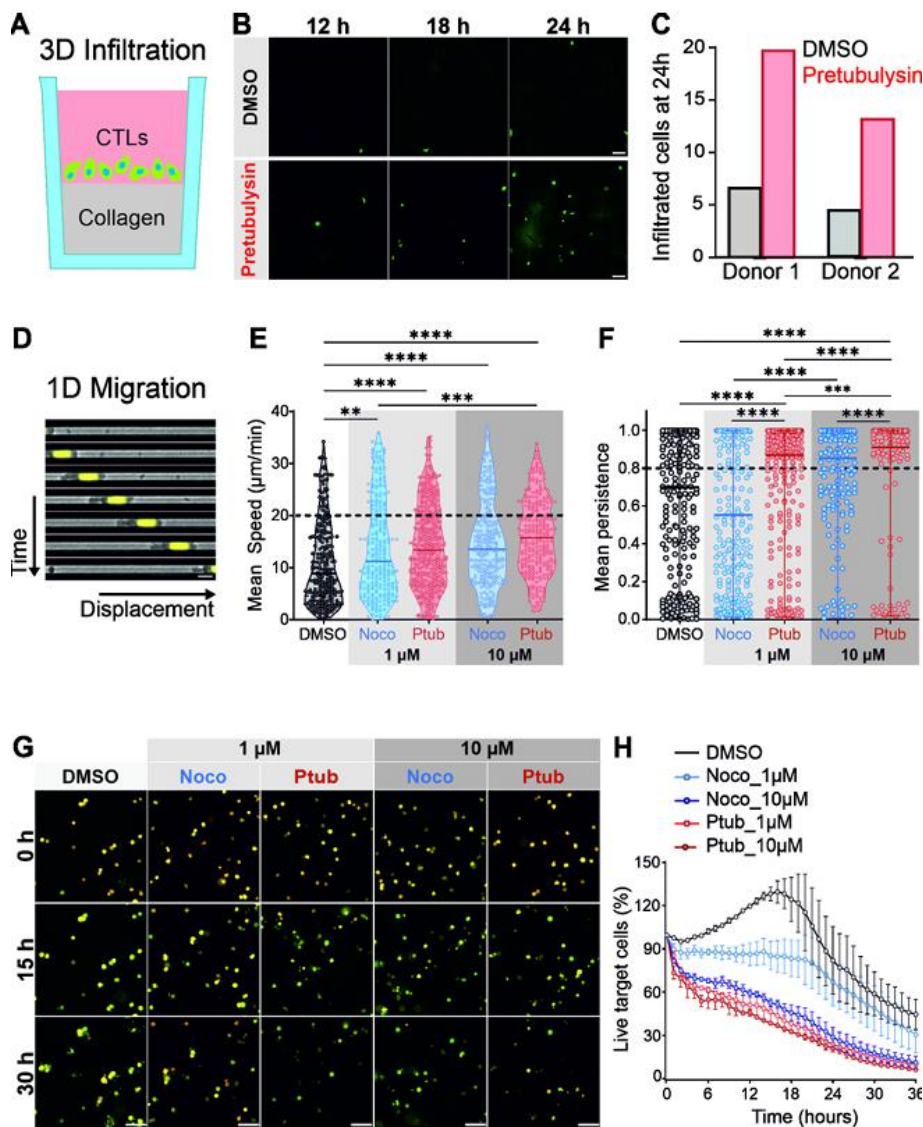 A
3D Infiltration
CTLs
Collagen
B
12 h 18 h 24 h
DMSO
Pretubulysin
C
Infiltrated cells at 24h
20
15
10
5
0
DMSO
Pretubulysin
Donor 1 Donor 2
D
1D Migration
Time
Displacement
E
Mean Speed (µm/min)
40
30
20
10
0
****
****
****
***
**
DMSO Noco Ptub Noco Ptub
1 µM 10 µM
F
Mean persistence
1.0
0.8
0.6
0.4
0.2
0.0
****
****
****
****
***
****
****
DMSO Noco Ptub Noco Ptub
1 µM 10 µM
G
1 µM 10 µM
DMSO Noco Ptub Noco Ptub
0 h
15 h
30 h
H
DMSO
Noco_1µM
Noco_10µM
Ptub_1µM
Ptub_10µM
Live target cells (%)
150
120
90
60
30
0
0 6 12 18 24 30 36
Time (hours)